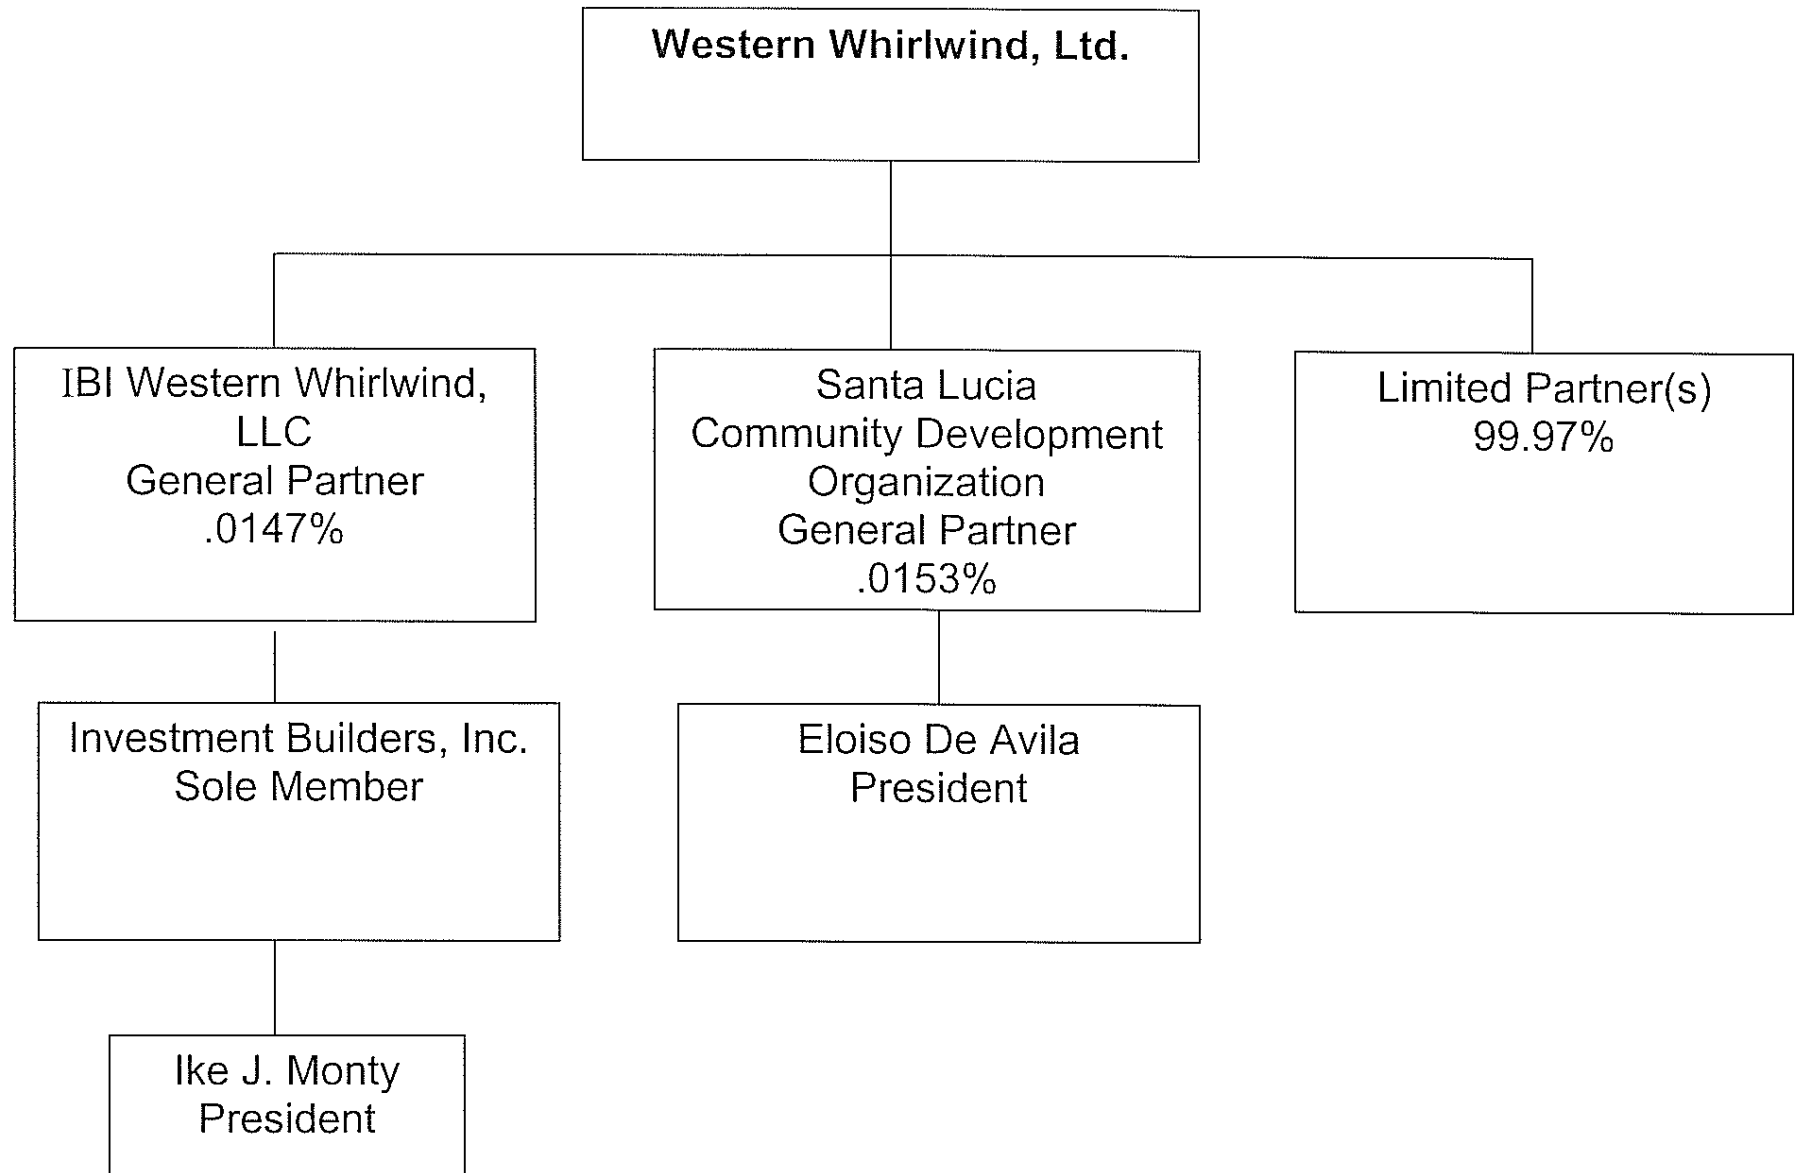 Western Whirlwind, Ltd.
IBI Western Whirlwind,
LLC
General Partner
.0147%
Santa Lucia
Community Development
Organization
General Partner
.0153%
Limited Partner(s)
99.97%
Investment Builders, Inc.
Sole Member
Eloiso De Avila
President
Ike J. Monty
President